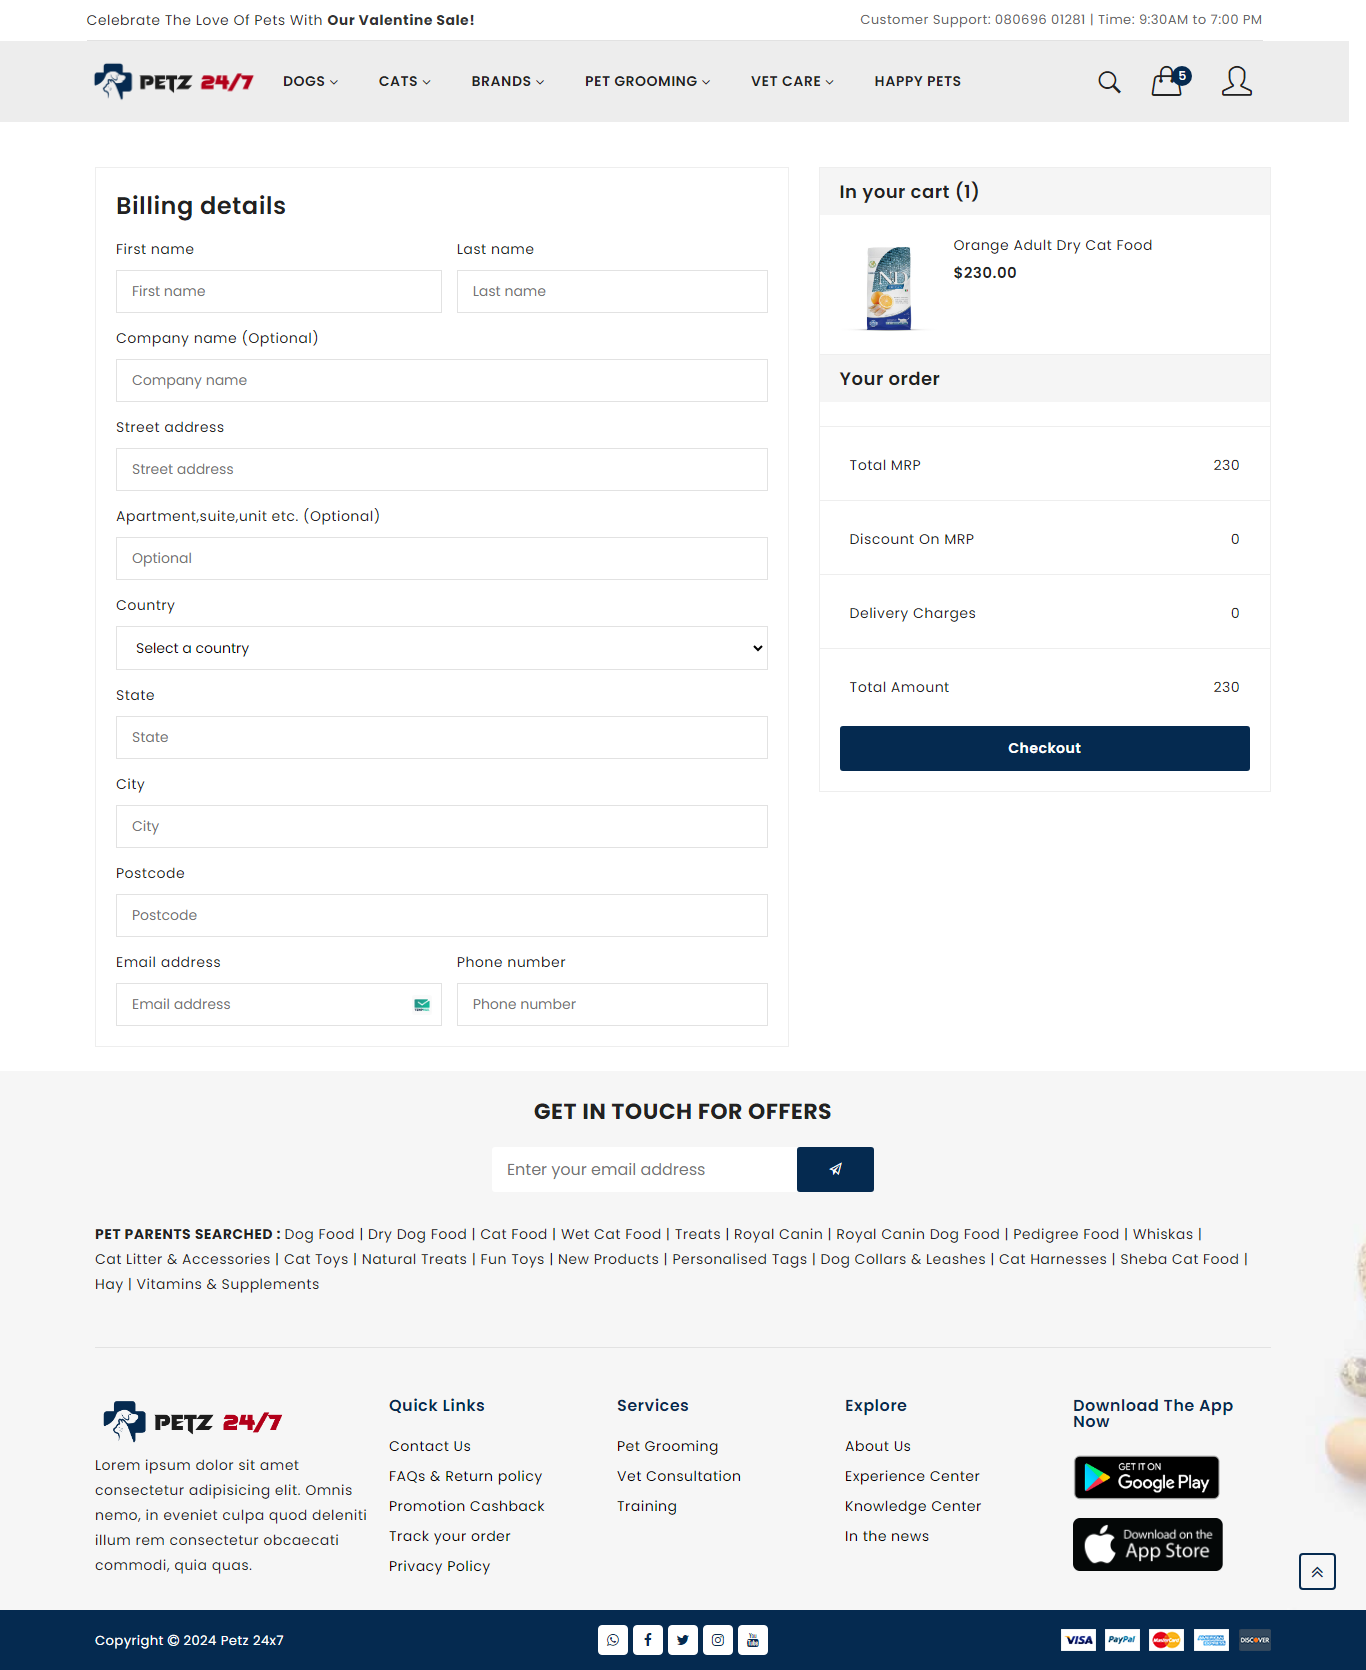 Celebrate The Love Of Pets With Our Valentine Sale!
Customer Support: 080696 01281 | Time: 9:30AM to 7:00 PM
PETZ 24/7
DOGS
CATS
BRANDS
PET GROOMING
VET CARE
HAPPY PETS
5
Billing details
First name
Last name
First name
Last name
Company name (Optional)
Company name
Street address
Street address
Apartment,suite,unit etc. (Optional)
Optional
Country
Select a country
State
State
City
City
Postcode
Postcode
Email address
Phone number
Email address
Phone number
In your cart (1)
Orange Adult Dry Cat Food
$230.00
ND
Your order
Total MRP 230
Discount On MRP 0
Delivery Charges 0
Total Amount 230
Checkout
GET IN TOUCH FOR OFFERS
Enter your email address
PET PARENTS SEARCHED : Dog Food | Dry Dog Food | Cat Food | Wet Cat Food | Treats | Royal Canin | Royal Canin Dog Food | Pedigree Food | Whiskas |
Cat Litter & Accessories | Cat Toys | Natural Treats | Fun Toys | New Products | Personalised Tags | Dog Collars & Leashes | Cat Harnesses | Sheba Cat Food |
Hay | Vitamins & Supplements
PETZ 24/7
Lorem ipsum dolor sit amet
consectetur adipisicing elit. Omnis
nemo, in eveniet culpa quod deleniti
illum rem consectetur obcaecati
commodi, quia quas.
Quick Links
Contact Us
FAQs & Return policy
Promotion Cashback
Track your order
Privacy Policy
Services
Pet Grooming
Vet Consultation
Training
Explore
About Us
Experience Center
Knowledge Center
In the news
Download The App
Now
GET IT ON
Google Play
Download on the
App Store
Copyright © 2024 Petz 24x7
You
Tube
VISA
PayPal
MasterCard
AMERICAN
EXPRESS
DISCOVER